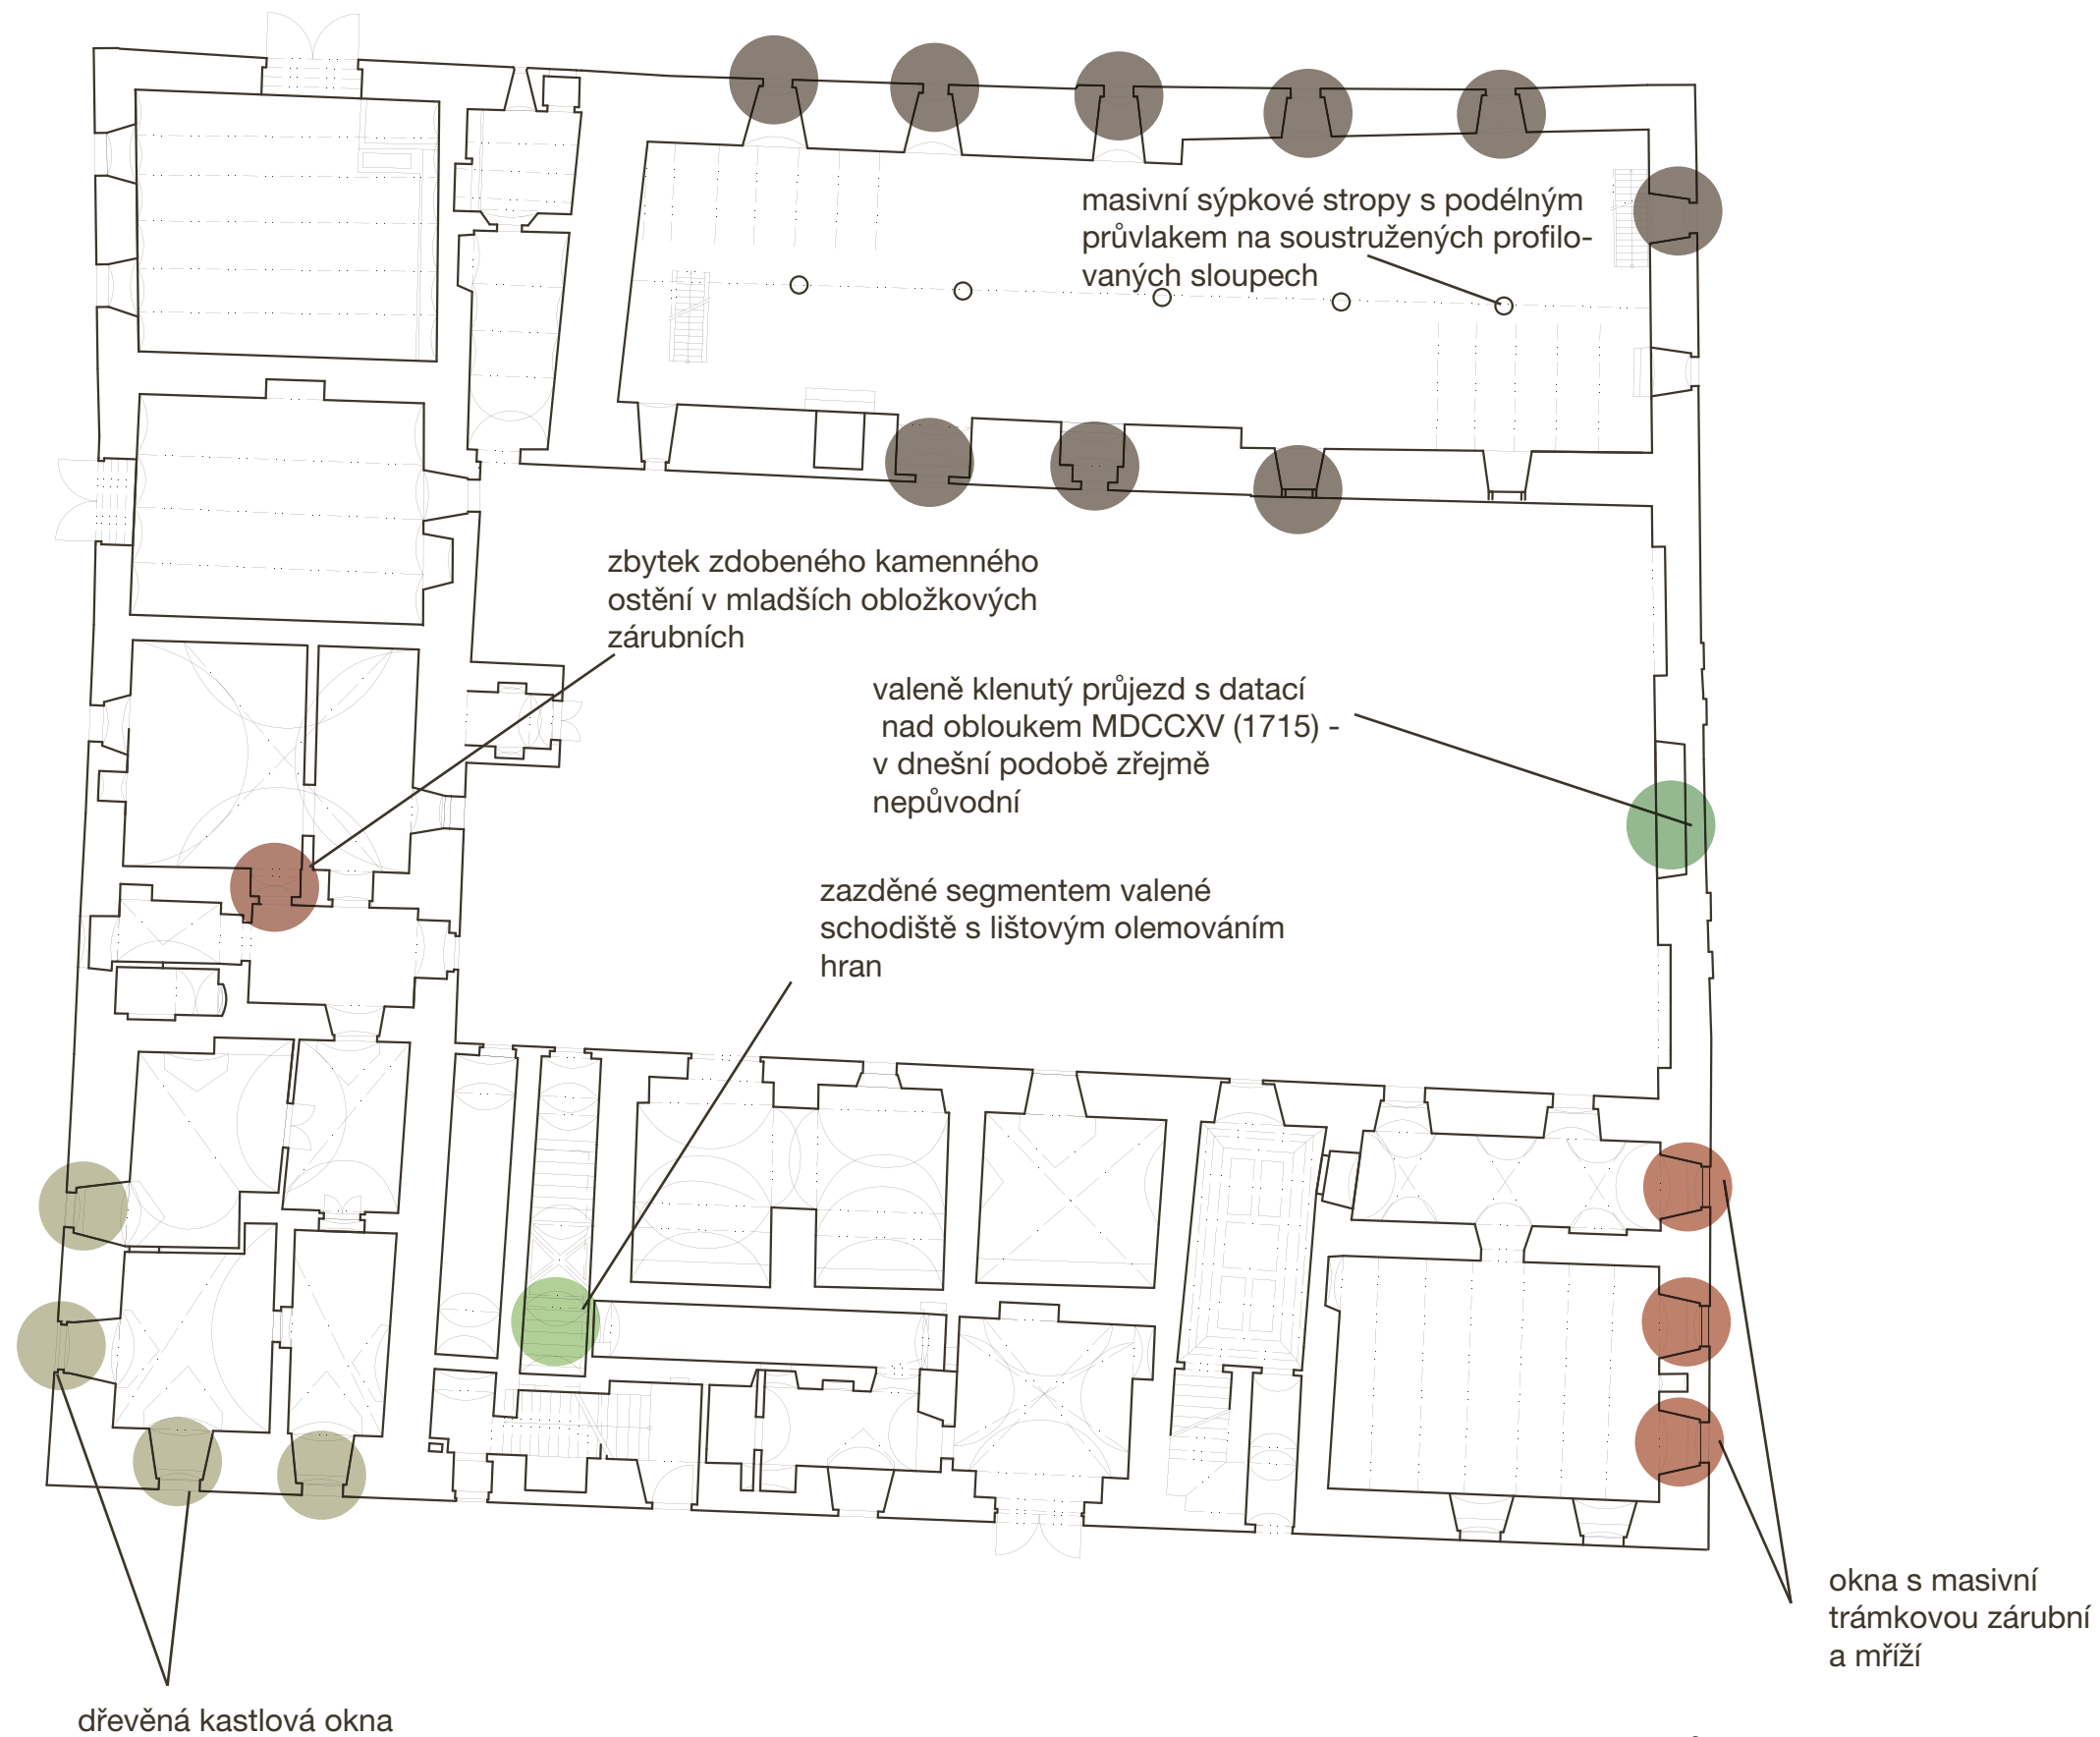 masivní sýpkové stropy s podélným
průvlakem na soustružených profilo-
vaných sloupech
zbytek zdobeného kamenného
ostění v mladších obložkových
zárubních
valeně klenutý průjezd s datací
nad obloukem MDCCXV (1715) -
v dnešní podobě zřejmě
nepůvodní
zazděné segmentem valené
schodiště s lištovým olemováním
hran
okna s masivní
trámkovou zárubní
a mříží
dřevěná kastlová okna